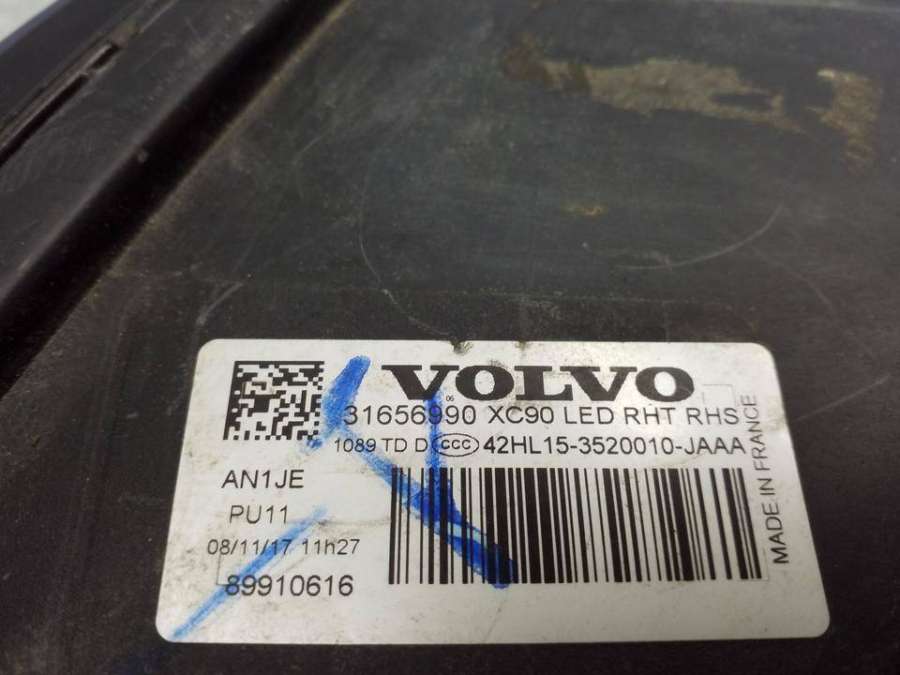 VOLVO
06
31656990 XC90 LED RHT RHS
1089 TD D CCC 42HL15-3520010-JAAA
AN1JE
PU11
08/11/17 11h27
89910616
MADE IN FRANCE